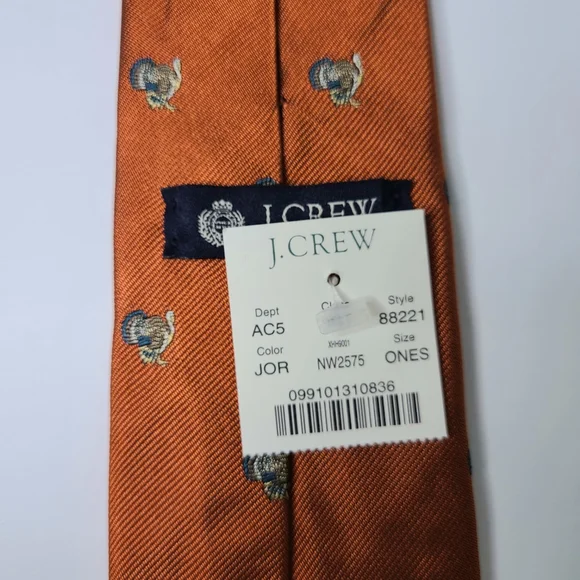 J.CREW
J.CREW
Dept
Style
AC5
88221
Color
XHH9001
Size
JOR
NW2575
ONES
099101310836